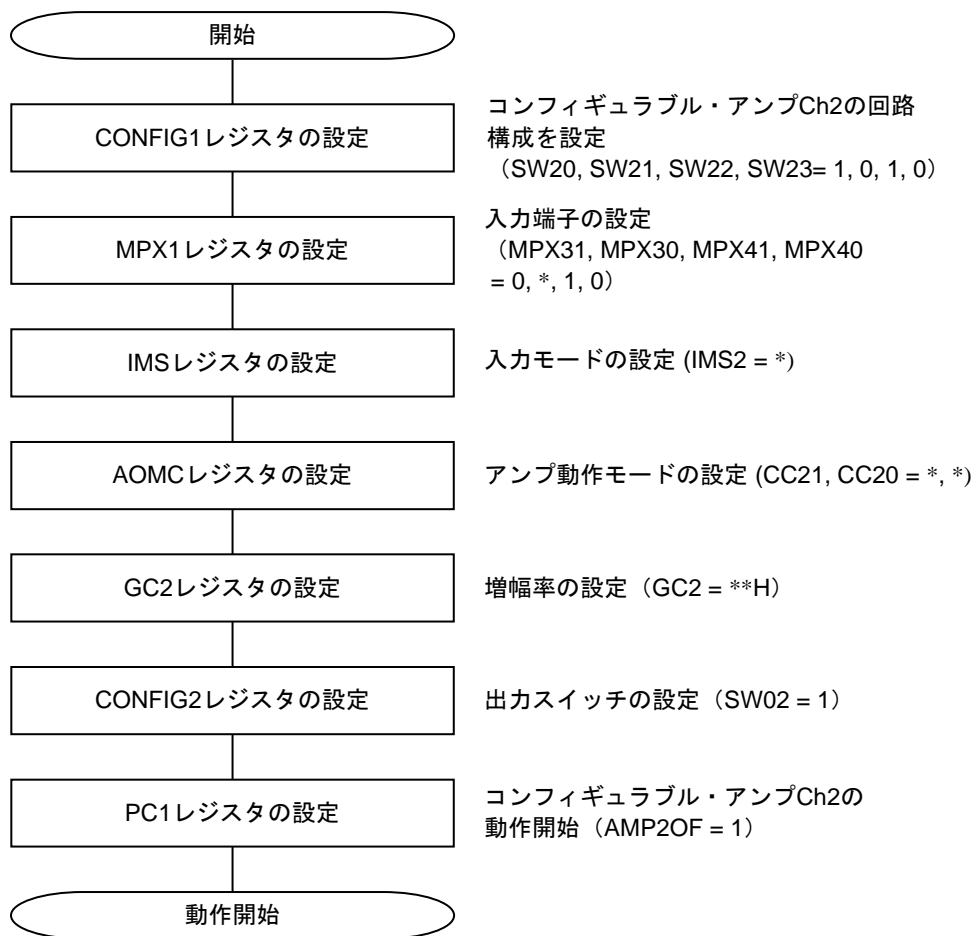 開始
CONFIG1レジスタの設定
コンフィギュラブル・アンプCh2の回路
構成を設定
（SW20, SW21, SW22, SW23= 1, 0, 1, 0）
MPX1レジスタの設定
入力端子の設定
（MPX31, MPX30, MPX41, MPX40
= 0, *, 1, 0）
IMSレジスタの設定
入力モードの設定 (IMS2 = *)
AOMCレジスタの設定
アンプ動作モードの設定 (CC21, CC20 = *, *)
GC2レジスタの設定
増幅率の設定（GC2 = **H）
CONFIG2レジスタの設定
出力スイッチの設定（SW02 = 1）
PC1レジスタの設定
コンフィギュラブル・アンプCh2の
動作開始（AMP2OF = 1）
動作開始